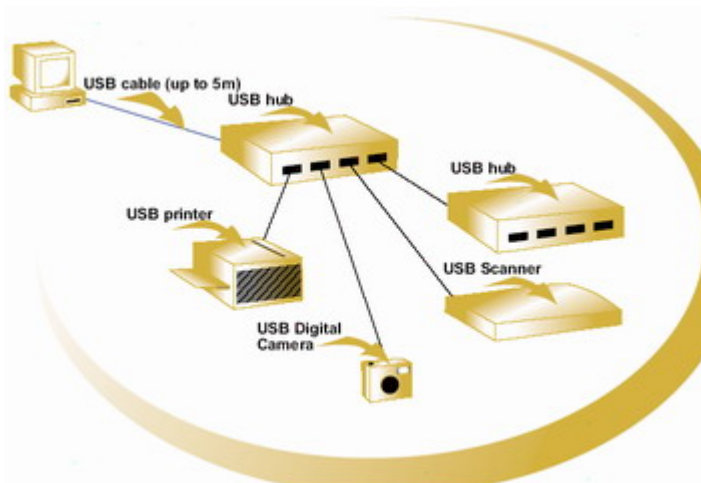 USB cable (up to 5m)
USB hub
USB hub
USB printer
USB Scanner
USB Digital
Camera